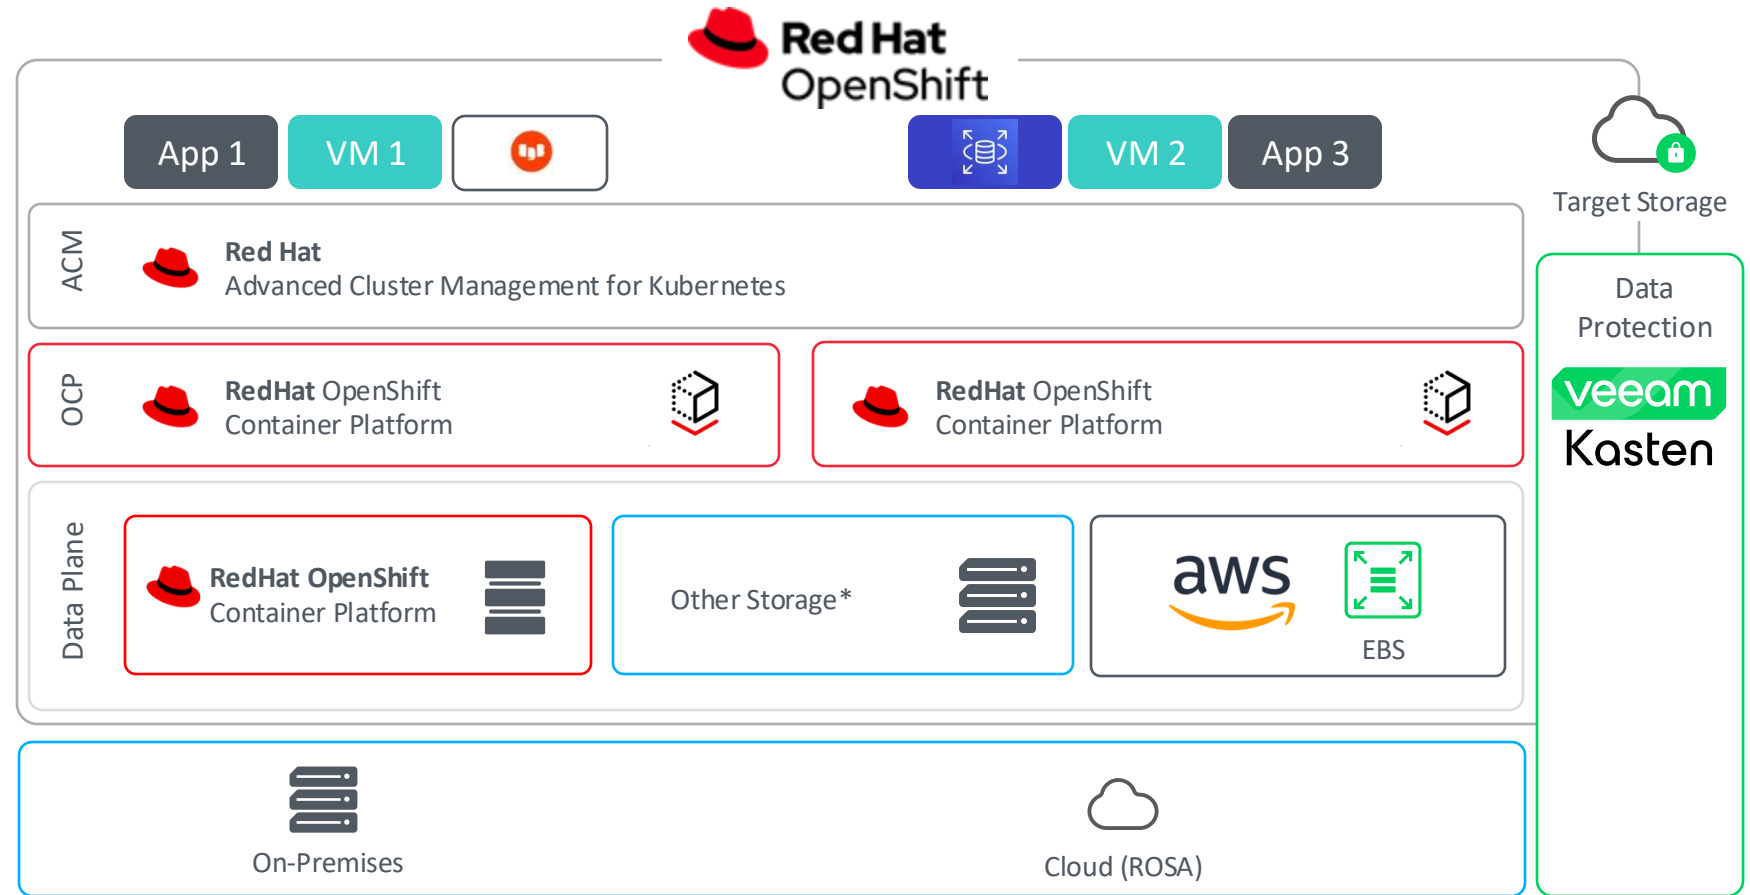 Red Hat
OpenShift
App 1
VM 1
VM 2
App 3
Target Storage
ACM
Red Hat
Advanced Cluster Management for Kubernetes
Data
Protection
veeam
Kasten
OCP
RedHat OpenShift
Container Platform
RedHat OpenShift
Container Platform
Data Plane
RedHat OpenShift
Container Platform
Other Storage*
aws
EBS
On-Premises
Cloud (ROSA)